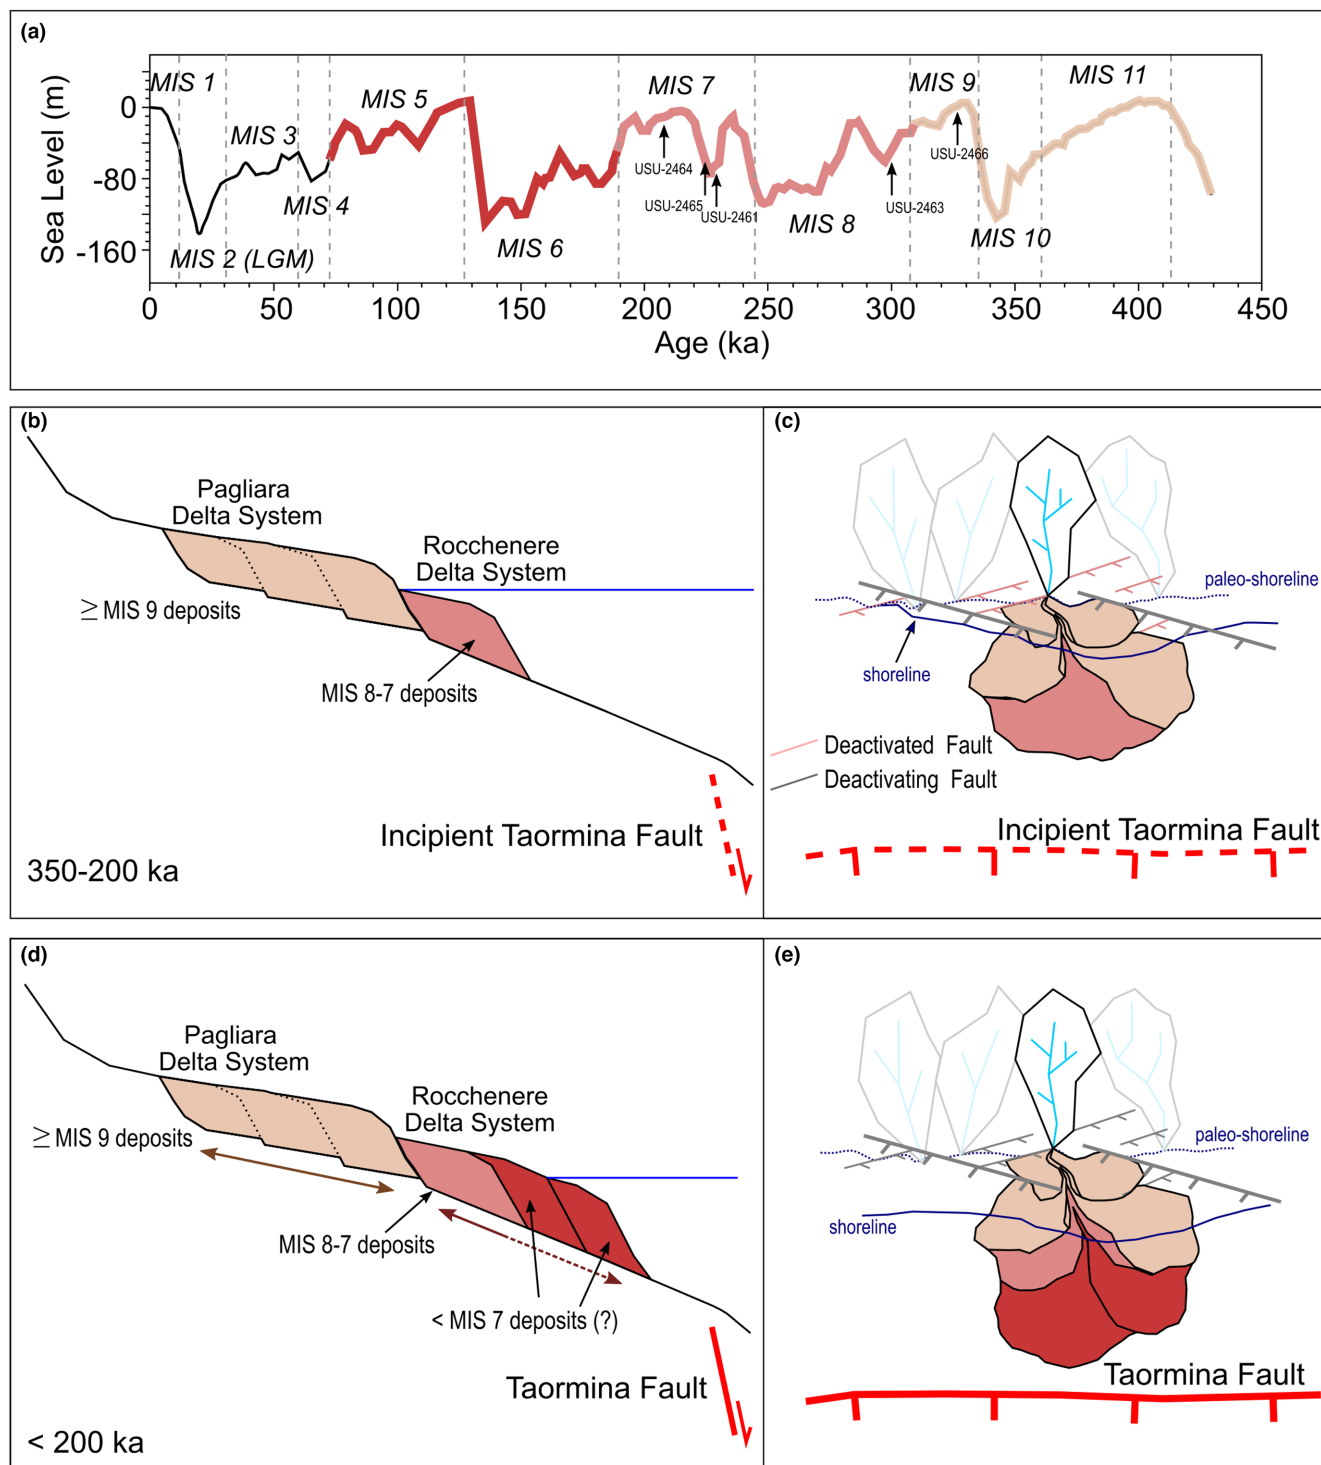 (a)
MIS 1
MIS 5
MIS 7
MIS 9
MIS 11
0
MIS 3
USU-2464
USU-2466
-80
MIS 4
USU-2465
USU-2461
USU-2463
MIS 8
MIS 10
-160
MIS 2 (LGM)
MIS 6
Sea Level (m)
0
50
100
150
200
250
300
350
400
450
Age (ka)
(b)
Pagliara
Delta System
Rocchenere
Delta System
≥ MIS 9 deposits
MIS 8-7 deposits
Incipient Taormina Fault
350-200 ka
(c)
paleo-shoreline
shoreline
Deactivated Fault
Deactivating Fault
Incipient Taormina Fault
(d)
Pagliara
Delta System
Rocchenere
Delta System
≥ MIS 9 deposits
MIS 8-7 deposits
< MIS 7 deposits (?)
Taormina Fault
< 200 ka
(e)
paleo-shoreline
shoreline
Taormina Fault